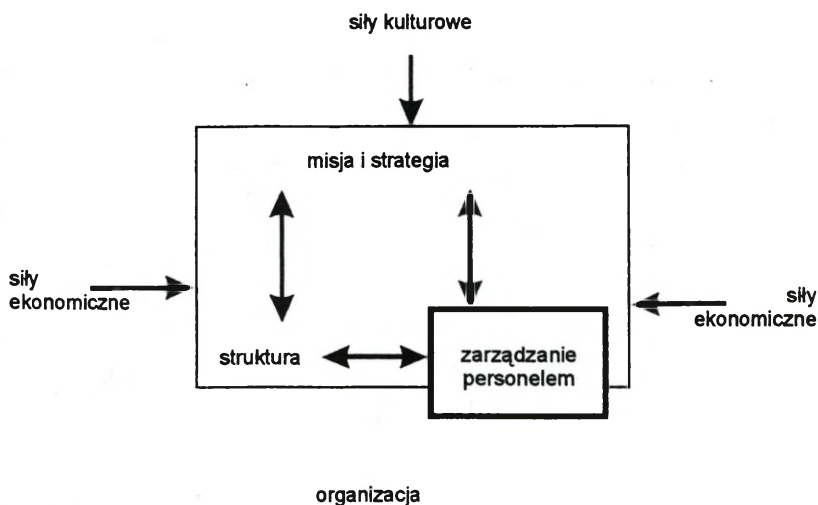 siły kulturowe
misja i strategia
siły
ekonomiczne
siły
ekonomiczne
struktura
zarządzanie
personelem
organizacja